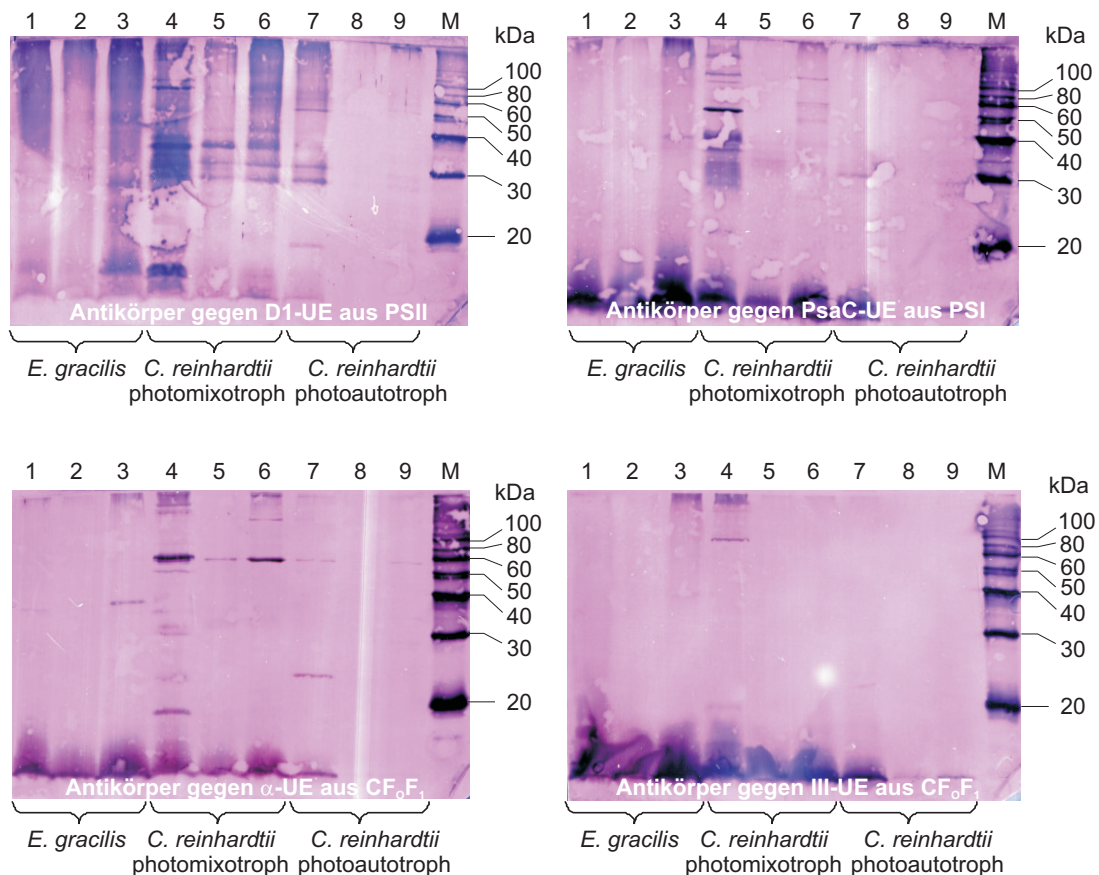 1 2 3 4 5 6 7 8 9 M
kDa
100
80
60
50
40
30
20
Antikörper gegen D1-UE aus PSII
E. gracilis
C. reinhardtii
photomixotroph
C. reinhardtii
photoautotroph
1 2 3 4 5 6 7 8 9 M
kDa
100
80
60
50
40
30
20
Antikörper gegen PsaC-UE aus PSI
E. gracilis
C. reinhardtii
photomixotroph
C. reinhardtii
photoautotroph
1 2 3 4 5 6 7 8 9 M
kDa
100
80
60
50
40
30
20
Antikörper gegen α-UE aus CF₀F₁
E. gracilis
C. reinhardtii
photomixotroph
C. reinhardtii
photoautotroph
1 2 3 4 5 6 7 8 9 M
kDa
100
80
60
50
40
30
20
Antikörper gegen III-UE aus CF₀F₁
E. gracilis
C. reinhardtii
photomixotroph
C. reinhardtii
photoautotroph